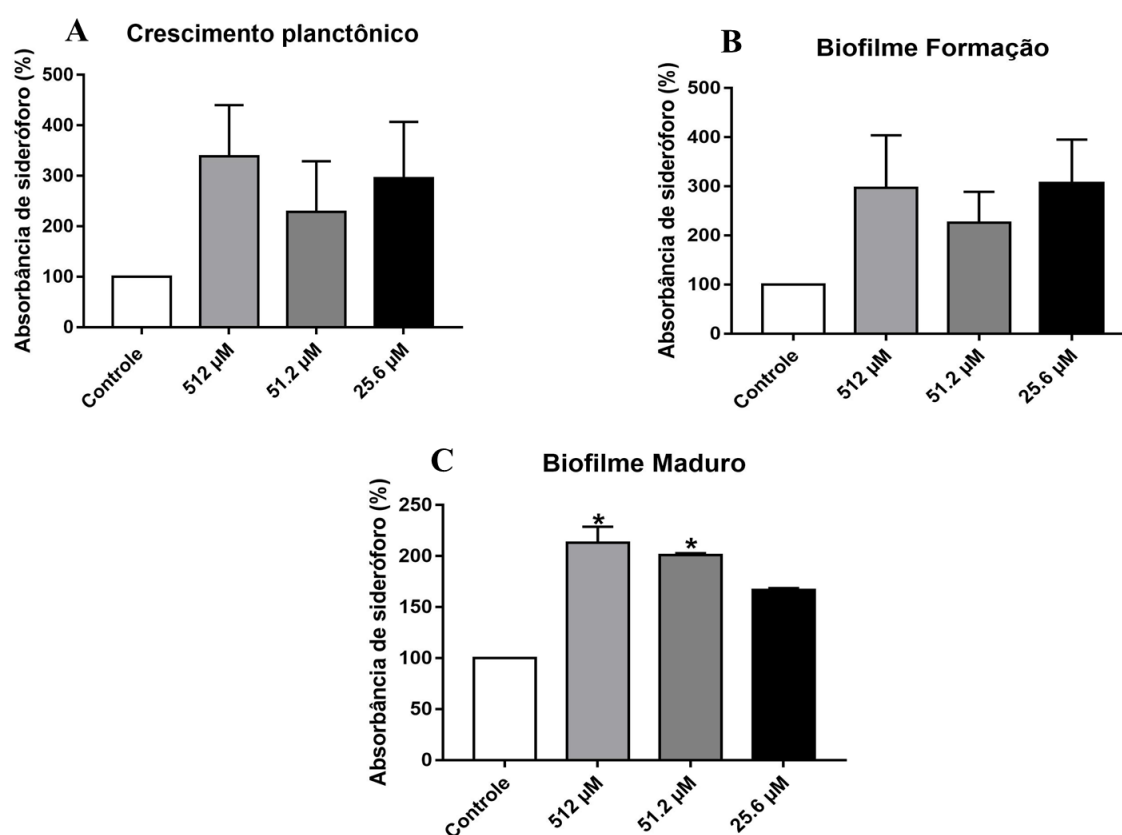 A Crescimento planctônico
Absorbância de sideróforo (%)
500
400
300
200
100
0
Controle
512 µM
51.2 µM
25.6 µM
B Biofilme Formação
Absorbância de sideróforo (%)
500
400
300
200
100
0
Controle
512 µM
51.2 µM
25.6 µM
C Biofilme Maduro
Absorbância de sideróforo (%)
250
200
150
100
50
0
*
*
Controle
512 µM
51.2 µM
25.6 µM